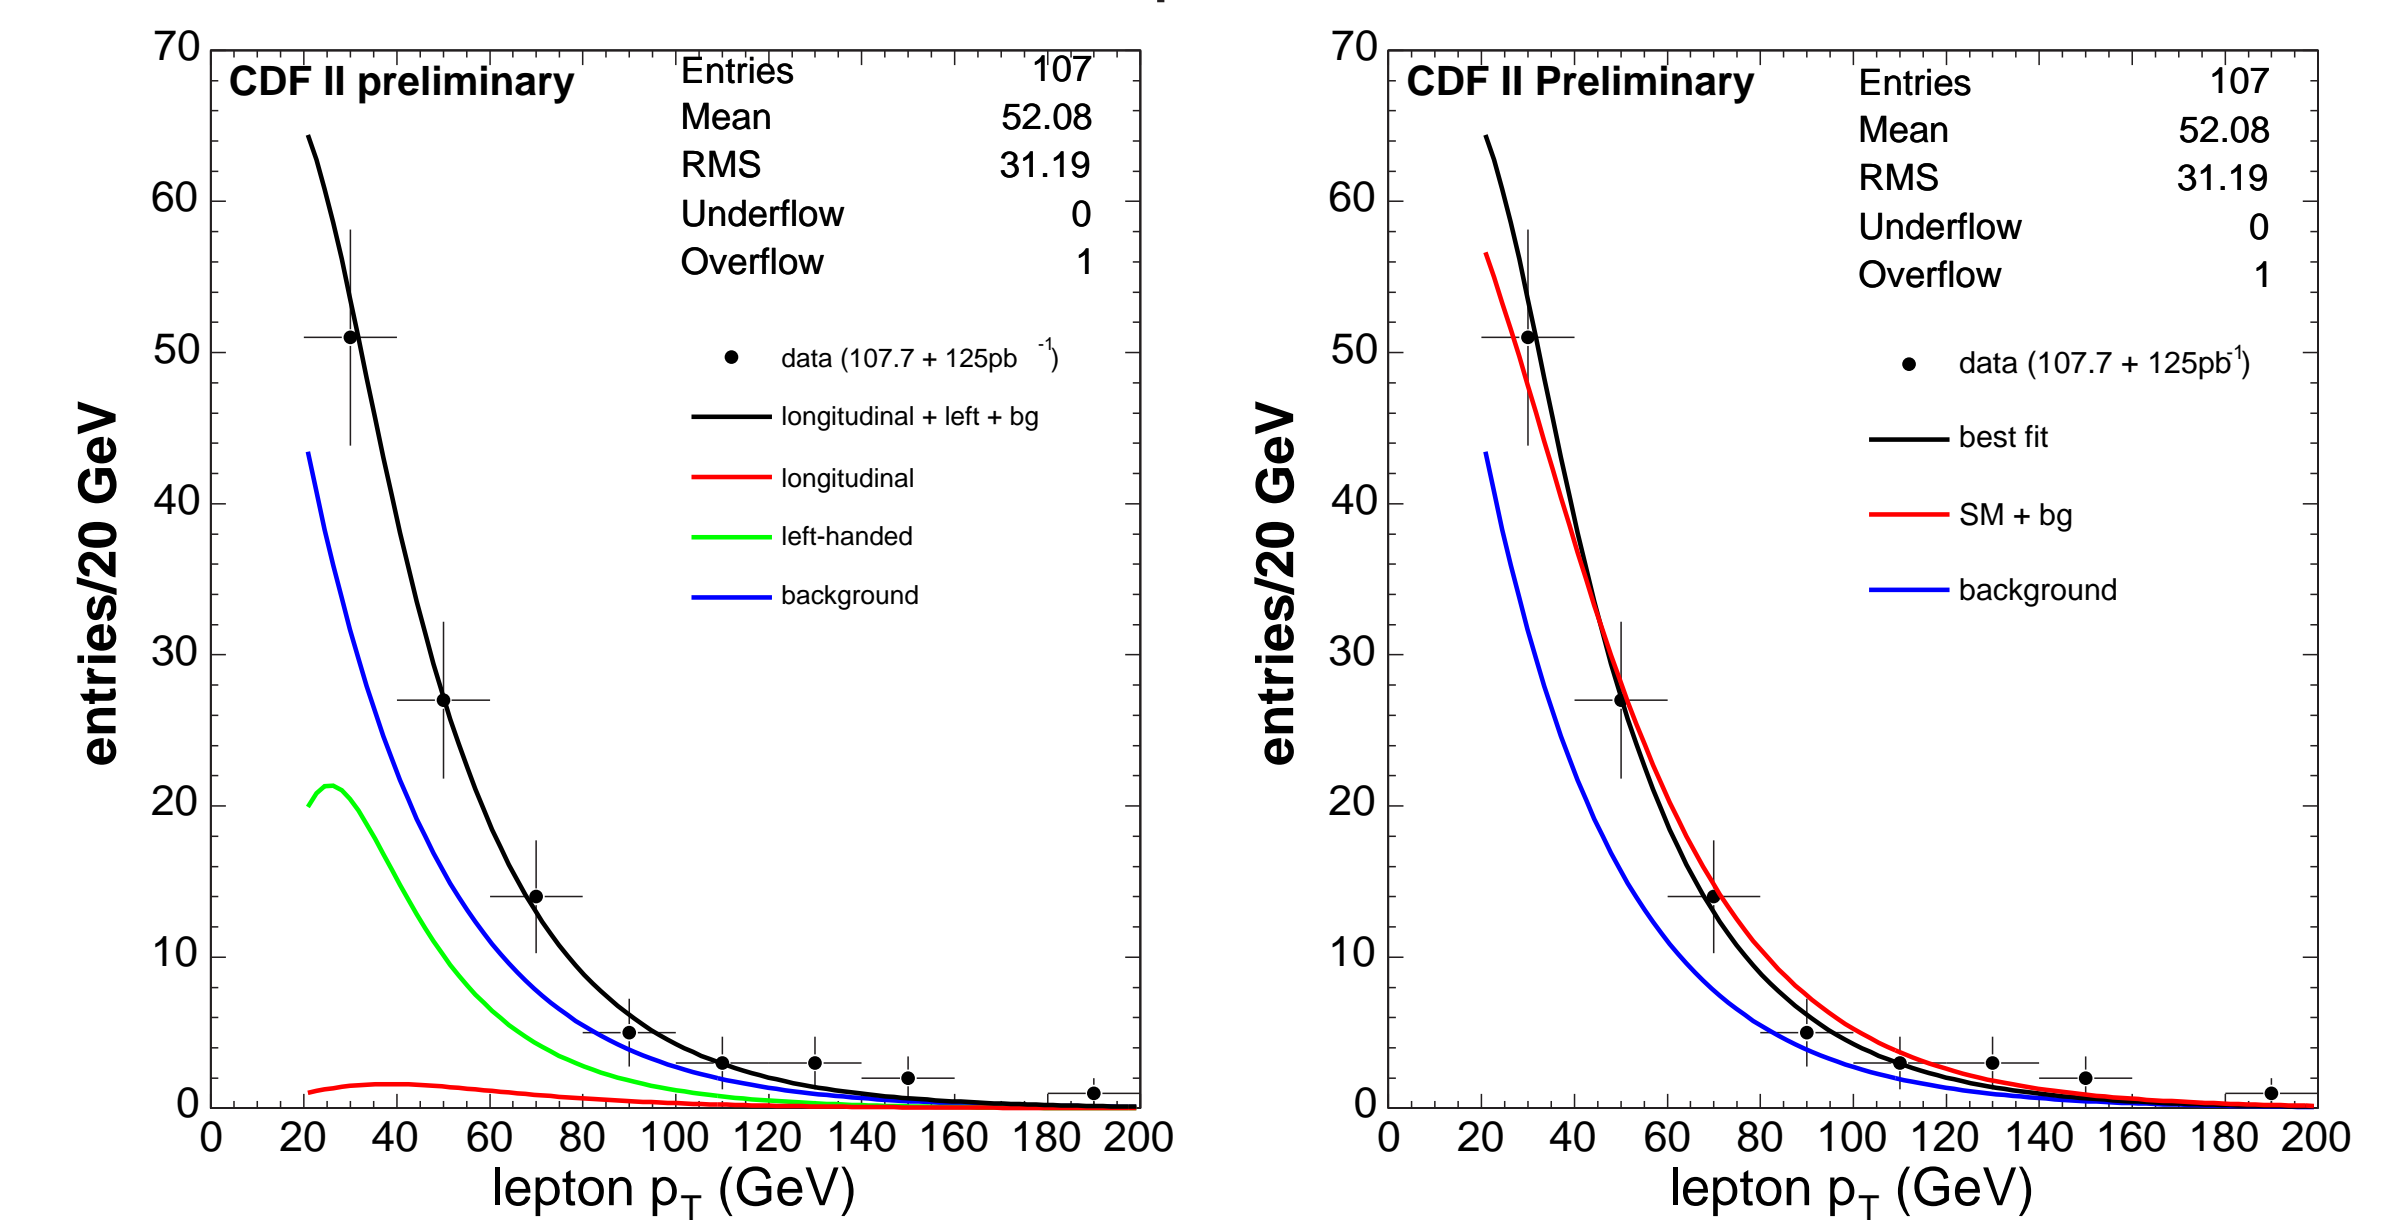 CDF II preliminary
Entries 107
Mean 52.08
RMS 31.19
Underflow 0
Overflow 1
data (107.7 + 125pb -1)
longitudinal + left + bg
longitudinal
left-handed
background
entries/20 GeV
70
60
50
40
30
20
10
0
0 20 40 60 80 100 120 140 160 180 200
lepton pT (GeV)
CDF II Preliminary
Entries 107
Mean 52.08
RMS 31.19
Underflow 0
Overflow 1
data (107.7 + 125pb-1)
best fit
SM + bg
background
entries/20 GeV
70
60
50
40
30
20
10
0
0 20 40 60 80 100 120 140 160 180 200
lepton pT (GeV)